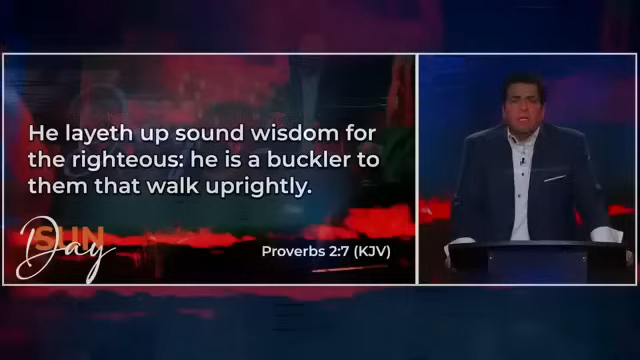 He layeth up sound wisdom for
the righteous: he is a buckler to
them that walk uprightly.
SUN
Day
Proverbs 2:7 (KJV)